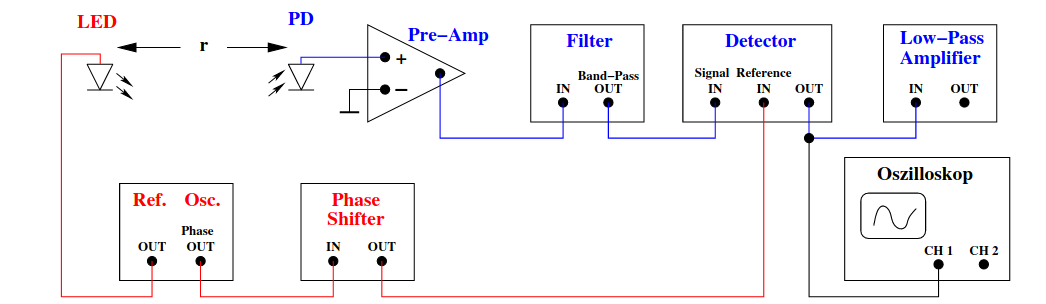 LED
r
PD
Pre−Amp
+
−
Filter
Band−Pass
IN OUT
Detector
Signal Reference
IN IN OUT
Low−Pass
Amplifier
IN OUT
Ref. Osc.
Phase
OUT OUT
Phase
Shifter
IN OUT
Oszilloskop
CH 1 CH 2